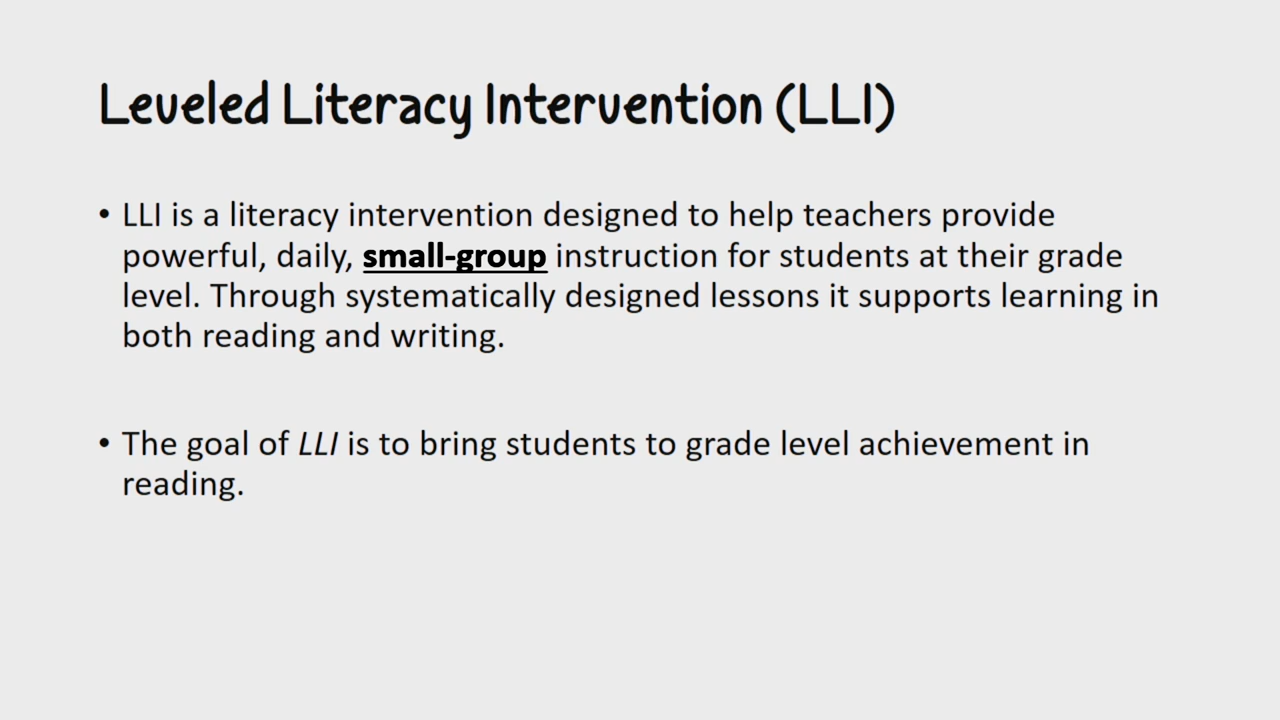 Leveled Literacy Intervention (LLI)
• LLI is a literacy intervention designed to help teachers provide
powerful, daily, small-group instruction for students at their grade
level. Through systematically designed lessons it supports learning in
both reading and writing.
• The goal of LLI is to bring students to grade level achievement in
reading.